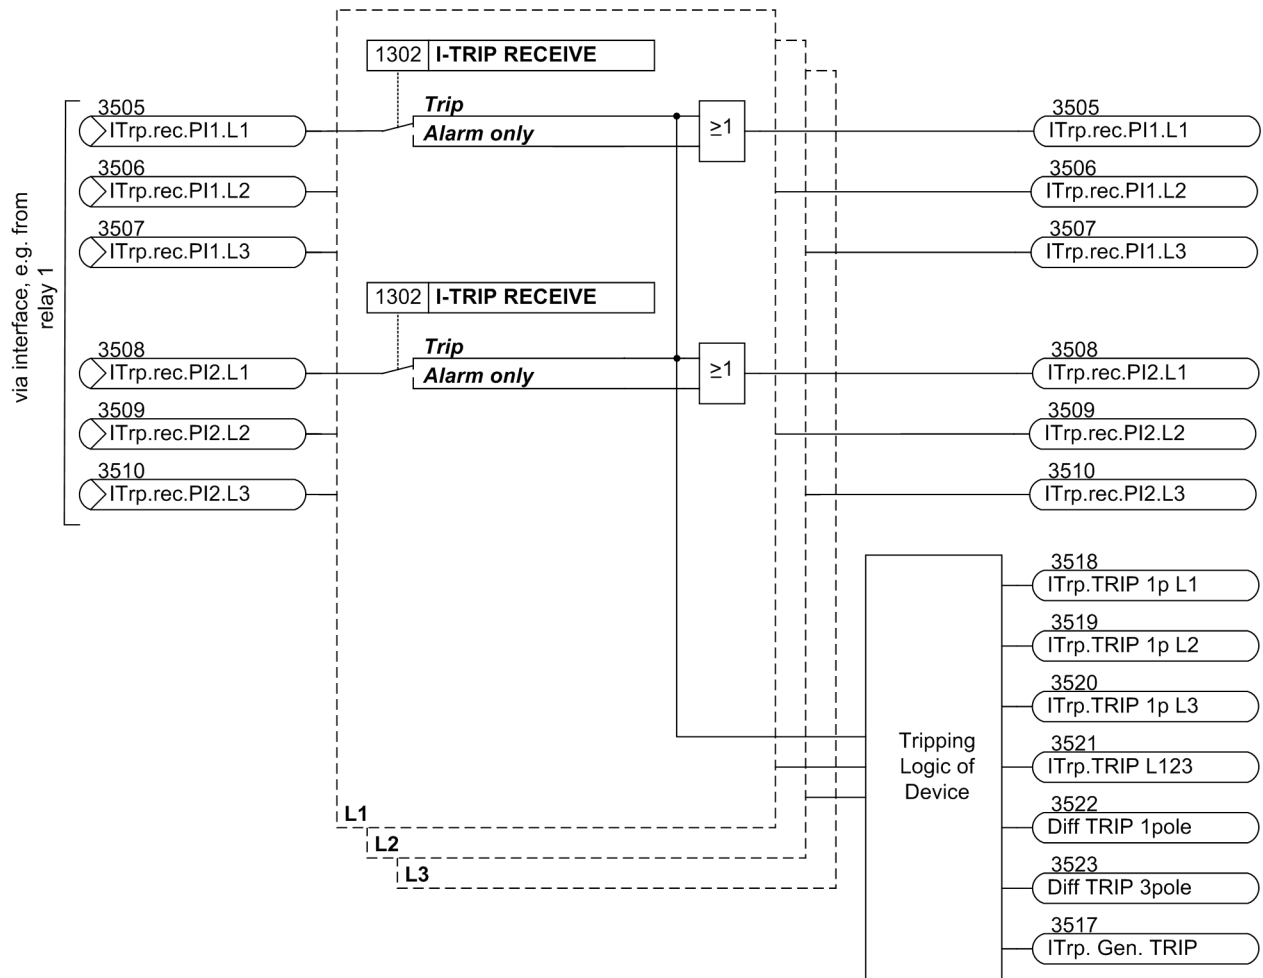 1302 I-TRIP RECEIVE
3505
ITrp.rec.PI1.L1
Trip
Alarm only
≥1
3505
ITrp.rec.PI1.L1
3506
ITrp.rec.PI1.L2
3506
ITrp.rec.PI1.L2
3507
ITrp.rec.PI1.L3
3507
ITrp.rec.PI1.L3
via interface, e.g. from
relay 1
1302 I-TRIP RECEIVE
3508
ITrp.rec.PI2.L1
Trip
Alarm only
≥1
3508
ITrp.rec.PI2.L1
3509
ITrp.rec.PI2.L2
3509
ITrp.rec.PI2.L2
3510
ITrp.rec.PI2.L3
3510
ITrp.rec.PI2.L3
3518
ITrp.TRIP 1p L1
3519
ITrp.TRIP 1p L2
3520
ITrp.TRIP 1p L3
Tripping
Logic of
Device
3521
ITrp.TRIP L123
3522
Diff TRIP 1pole
3523
Diff TRIP 3pole
3517
ITrp. Gen. TRIP
L1
L2
L3